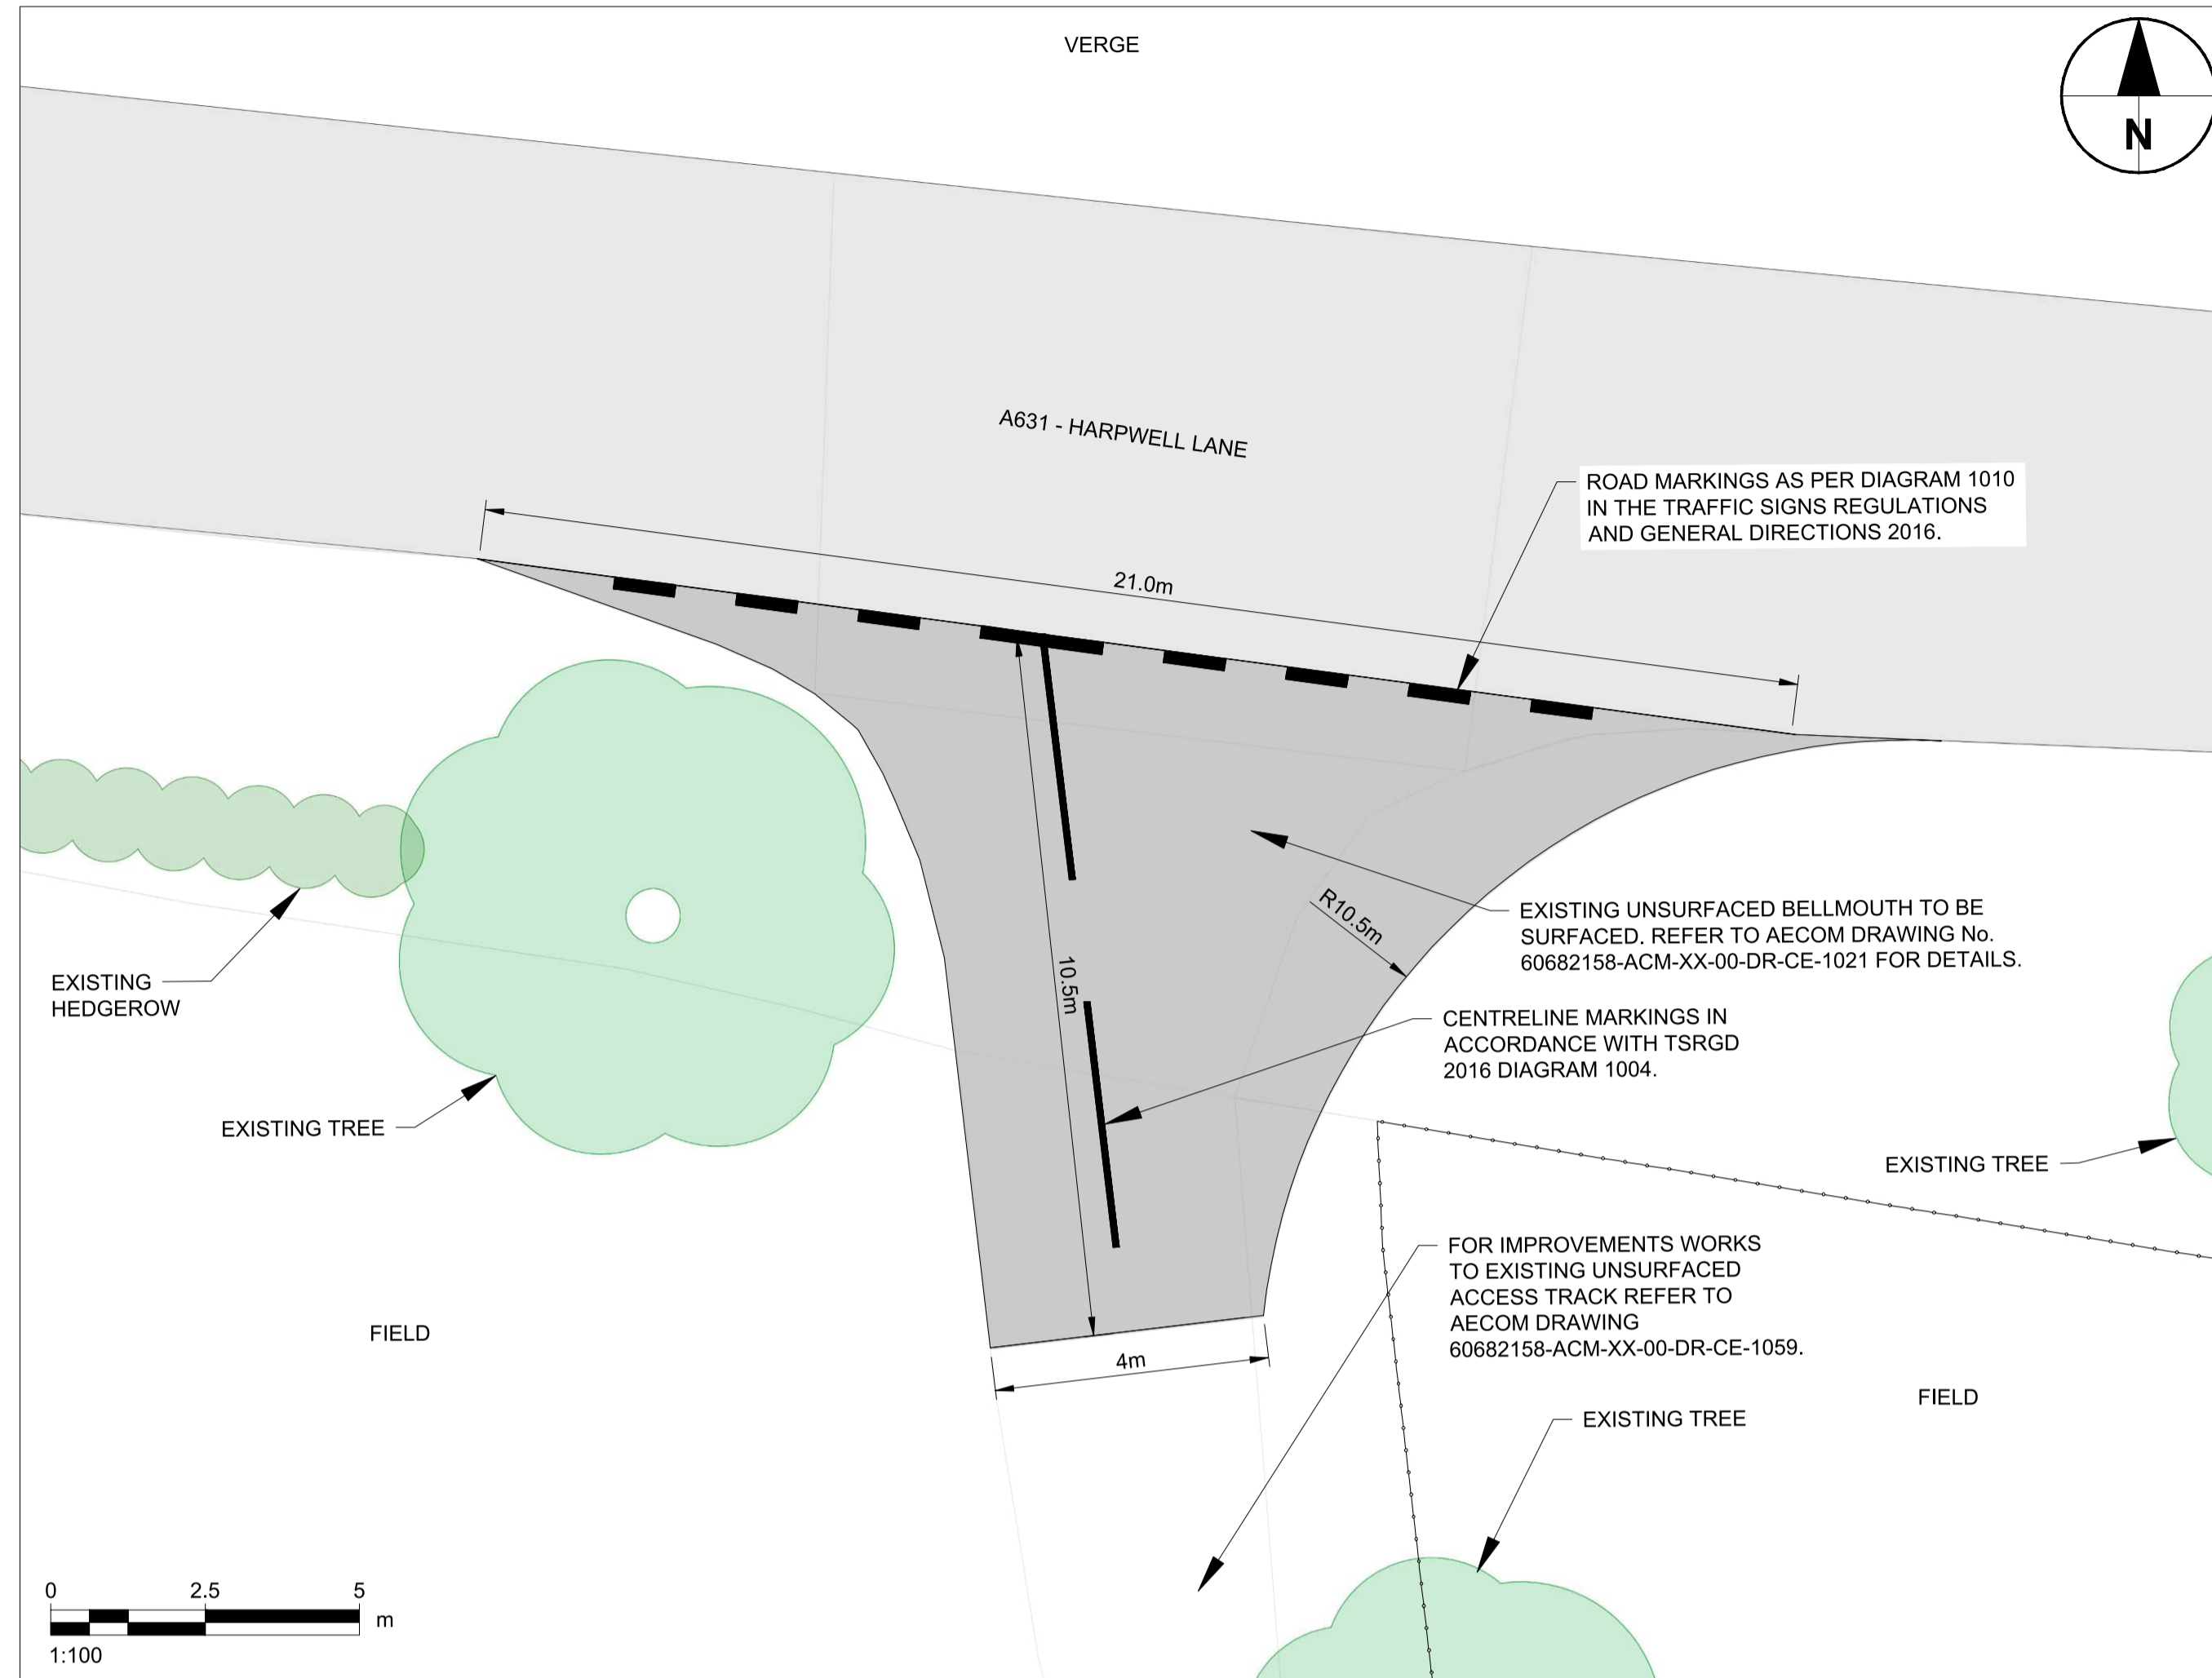 VERGE
N
A631 - HARPWELL LANE
ROAD MARKINGS AS PER DIAGRAM 1010
IN THE TRAFFIC SIGNS REGULATIONS
AND GENERAL DIRECTIONS 2016.
21.0m
R10.5m
EXISTING UNSURFACED BELLMOUTH TO BE
SURFACED. REFER TO AECOM DRAWING No.
60682158-ACM-XX-00-DR-CE-1021 FOR DETAILS.
10.5m
EXISTING
HEDGEROW
CENTRELINE MARKINGS IN
ACCORDANCE WITH TSRGD
2016 DIAGRAM 1004.
EXISTING TREE
EXISTING TREE
FOR IMPROVEMENTS WORKS
TO EXISTING UNSURFACED
ACCESS TRACK REFER TO
AECOM DRAWING
60682158-ACM-XX-00-DR-CE-1059.
FIELD
4m
FIELD
EXISTING TREE
0 2.5 5
m
1:100